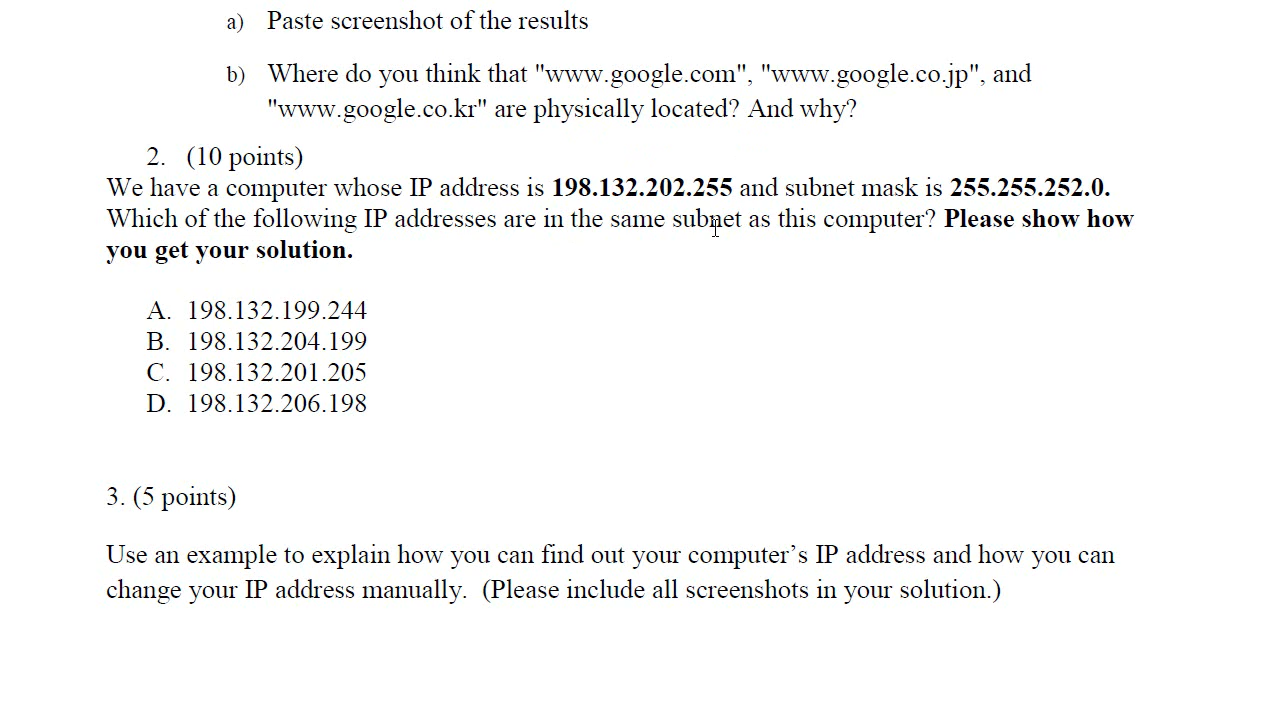 a) Paste screenshot of the results
b) Where do you think that "www.google.com", "www.google.co.jp", and
"www.google.co.kr" are physically located? And why?
2. (10 points)
We have a computer whose IP address is 198.132.202.255 and subnet mask is 255.255.252.0.
Which of the following IP addresses are in the same subnet as this computer? Please show how
you get your solution.
A. 198.132.199.244
B. 198.132.204.199
C. 198.132.201.205
D. 198.132.206.198
3. (5 points)
Use an example to explain how you can find out your computer’s IP address and how you can
change your IP address manually. (Please include all screenshots in your solution.)